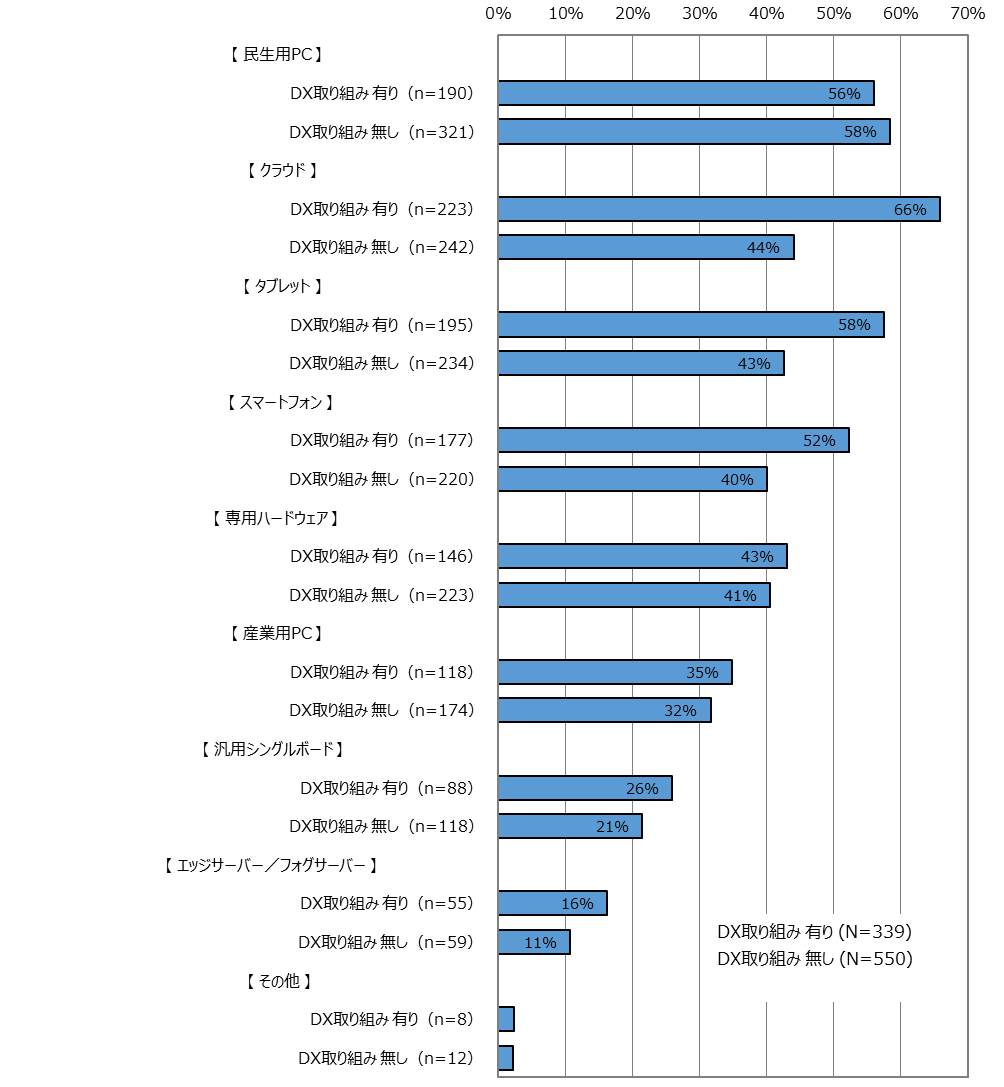 0% 10% 20% 30% 40% 50% 60% 70%
【 民生用PC 】
DX取り組み 有り（n=190） 56%
DX取り組み 無し（n=321） 58%
【 クラウド 】
DX取り組み 有り（n=223） 66%
DX取り組み 無し（n=242） 44%
【 タブレット 】
DX取り組み 有り（n=195） 58%
DX取り組み 無し（n=234） 43%
【 スマートフォン 】
DX取り組み 有り（n=177） 52%
DX取り組み 無し（n=220） 40%
【 専用ハードウェア 】
DX取り組み 有り（n=146） 43%
DX取り組み 無し（n=223） 41%
【 産業用PC 】
DX取り組み 有り（n=118） 35%
DX取り組み 無し（n=174） 32%
【 汎用シングルボード 】
DX取り組み 有り（n=88） 26%
DX取り組み 無し（n=118） 21%
【 エッジサーバー／フォグサーバー 】
DX取り組み 有り（n=55） 16%
DX取り組み 無し（n=59） 11%
DX取り組み 有り (N=339)
DX取り組み 無し (N=550)
【 その他 】
DX取り組み 有り（n=8）
DX取り組み 無し（n=12）